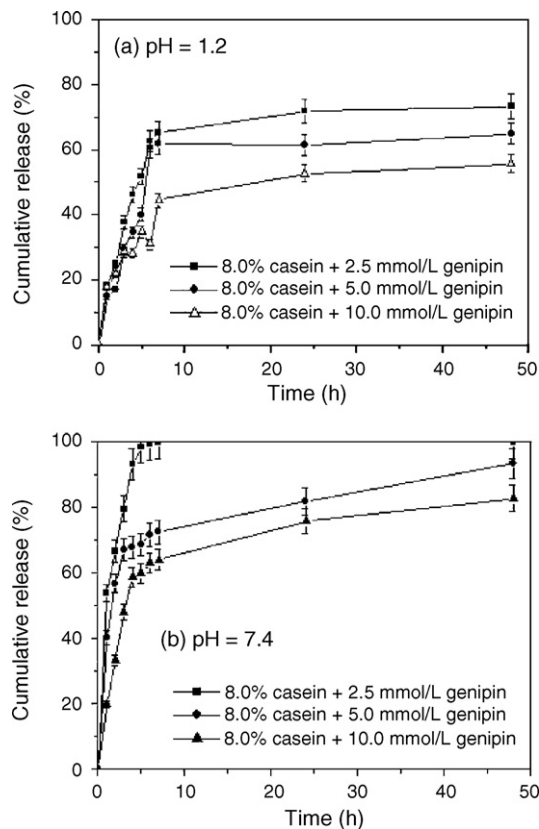 100
(a) pH = 1.2
80
60
40
20
0
Cumulative release (%)
8.0% casein + 2.5 mmol/L genipin
8.0% casein + 5.0 mmol/L genipin
8.0% casein + 10.0 mmol/L genipin
0 10 20 30 40 50
Time (h)
100
80
60
40
20
0
Cumulative release (%)
(b) pH = 7.4
8.0% casein + 2.5 mmol/L genipin
8.0% casein + 5.0 mmol/L genipin
8.0% casein + 10.0 mmol/L genipin
0 10 20 30 40 50
Time (h)